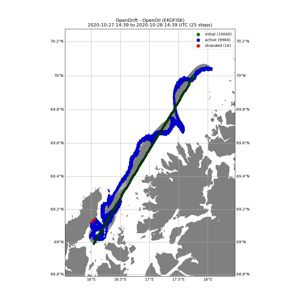 OpenDrift - OpenOil (EKOFISK)
2020-10-27 14:39 to 2020-10-28 14:39 UTC (25 steps)
initial (10000)
active (9984)
stranded (16)
70.2°N 70.2°N
70°N 70°N
69.8°N 69.8°N
69.6°N 69.6°N
69.4°N 69.4°N
69.2°N 69.2°N
69°N 69°N
68.8°N 68.8°N
16°E 16.5°E 17°E 17.5°E 18°E